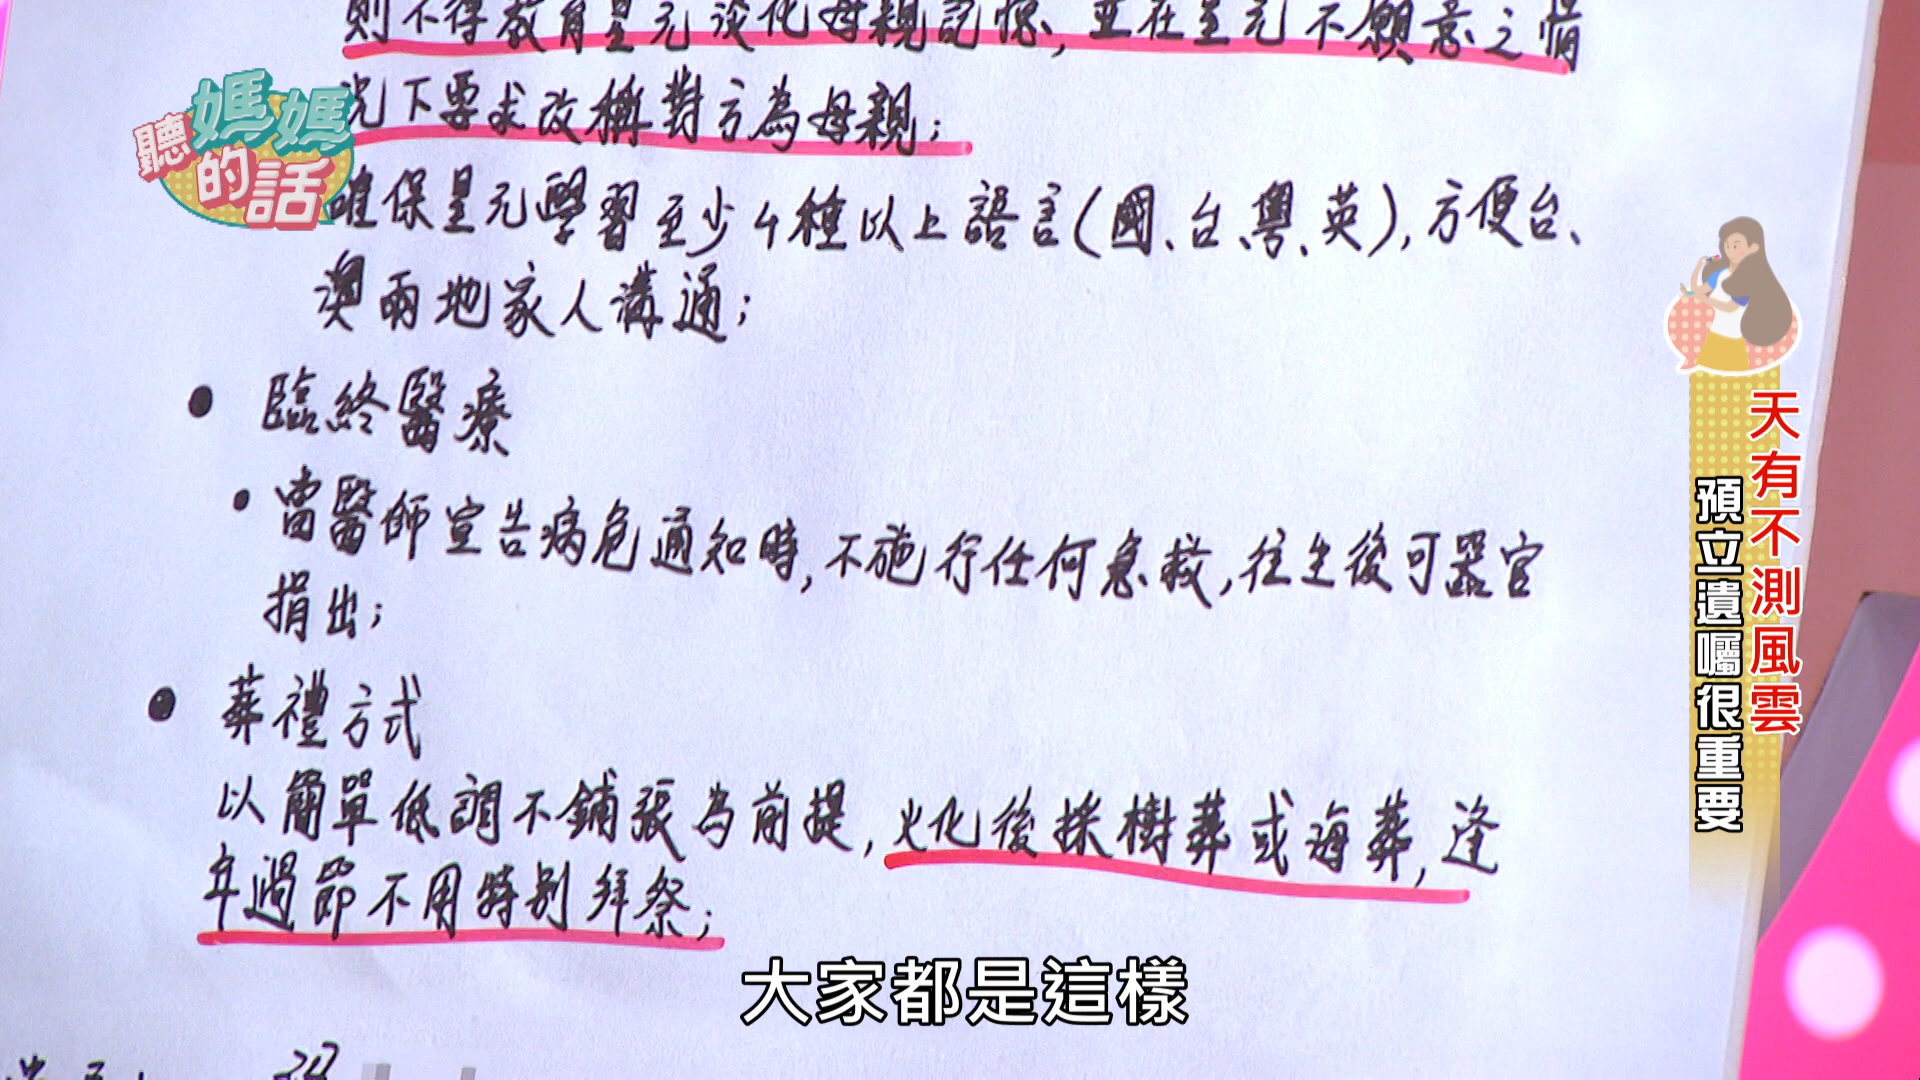 則不得教育星元淡化母親記憶，並在星元不願意之情
況下要求改稱對方為母親；
確保星元學習至少4種以上語言(國、台、粵、英)，方便台、
澳兩地家人溝通；
• 臨終醫療
• 當醫師宣告病危通知時，不施行任何急救，往生後可器官
捐出；
• 葬禮方式
以簡單低調不鋪張為前提，火化後採樹葬或海葬，逢
年過節不用特別拜祭；
聽媽媽的話
天有不測風雲
預立遺囑很重要
大家都是這樣